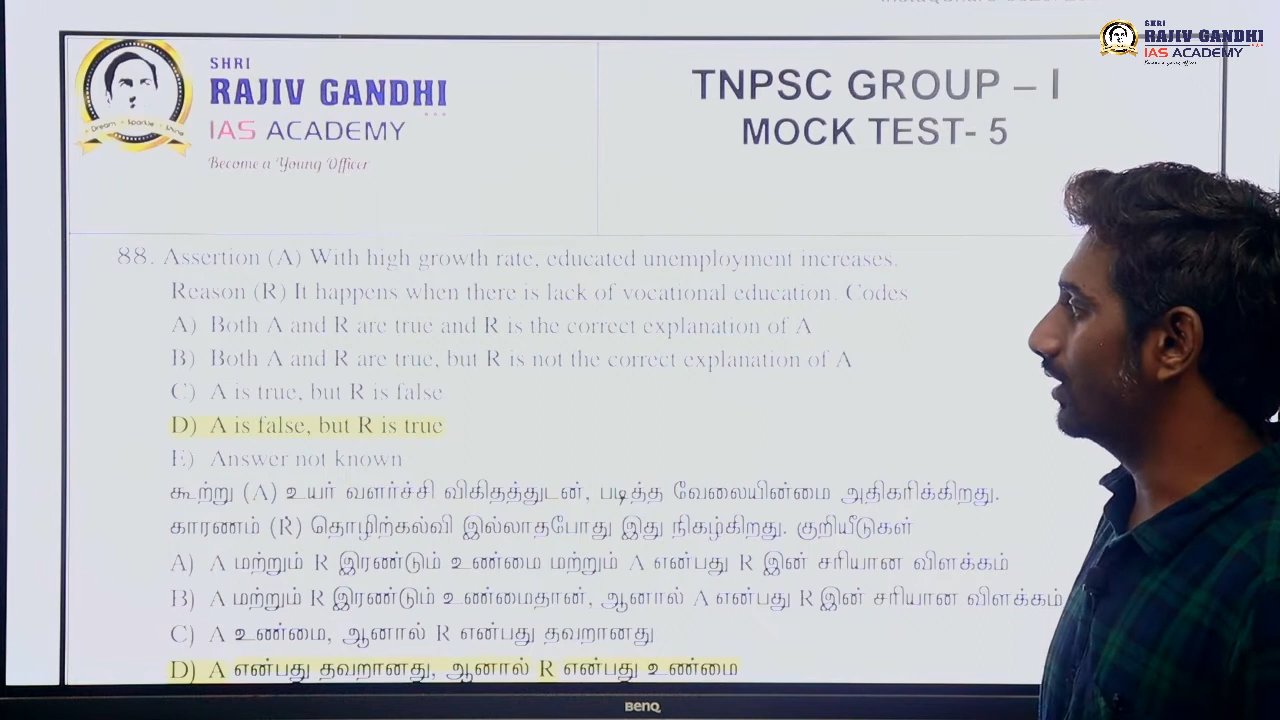 SHRI
RAJIV GANDHI
IAS ACADEMY
Become a Young Officer
Dream Sparkle Shine
TNPSC GROUP – I
MOCK TEST- 5
SHRI
RAJIV GANDHI
IAS ACADEMY
Become a young officer
88. Assertion (A) With high growth rate, educated unemployment increases.
Reason (R) It happens when there is lack of vocational education. Codes
A) Both A and R are true and R is the correct explanation of A
B) Both A and R are true, but R is not the correct explanation of A
C) A is true, but R is false
D) A is false, but R is true
E) Answer not known
கூற்று (A) உயர் வளர்ச்சி விகிதத்துடன், படித்த வேலையின்மை அதிகரிக்கிறது.
காரணம் (R) தொழிற்கல்வி இல்லாதபோது இது நிகழ்கிறது. குறியீடுகள்
A) A மற்றும் R இரண்டும் உண்மை மற்றும் A என்பது R இன் சரியான விளக்கம்
B) A மற்றும் R இரண்டும் உண்மைதான், ஆனால் A என்பது R இன் சரியான விளக்கம்
C) A உண்மை, ஆனால் R என்பது தவறானது
D) A என்பது தவறானது, ஆனால் R என்பது உண்மை
BENQ